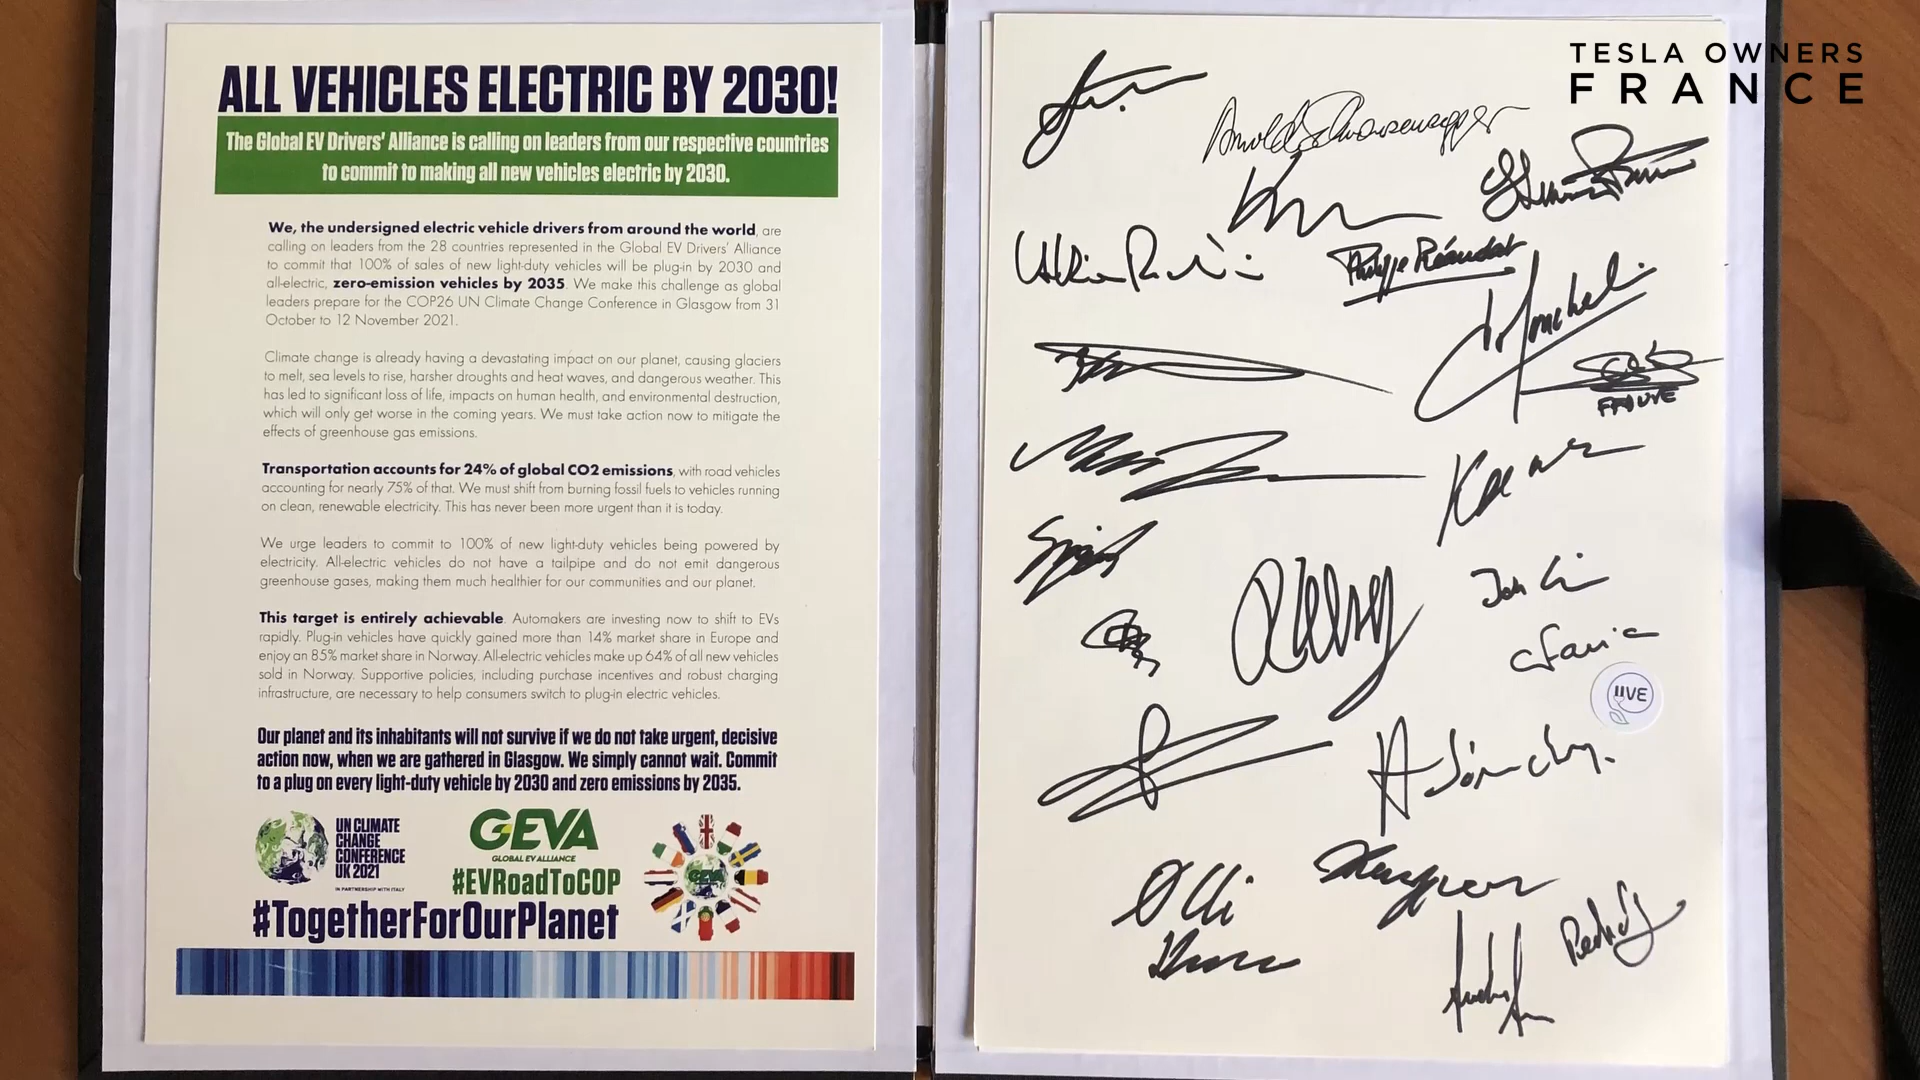 ALL VEHICLES ELECTRIC BY 2030!
The Global EV Drivers' Alliance is calling on leaders from our respective countries
to commit to making all new vehicles electric by 2030.
We, the undersigned electric vehicle drivers from around the world, are
calling on leaders from the 28 countries represented in the Global EV Drivers' Alliance
to commit that 100% of sales of new light-duty vehicles will be plug-in by 2030 and
all-electric, zero-emission vehicles by 2035. We make this challenge as global
leaders prepare for the COP26 UN Climate Change Conference in Glasgow from 31
October to 12 November 2021.
Climate change is already having a devastating impact on our planet, causing glaciers
to melt, sea levels to rise, harsher droughts and heat waves, and dangerous weather. This
has led to significant loss of life, impacts on human health, and environmental destruction,
which will only get worse in the coming years. We must take action now to mitigate the
effects of greenhouse gas emissions.
Transportation accounts for 24% of global CO2 emissions, with road vehicles
accounting for nearly 75% of that. We must shift from burning fossil fuels to vehicles running
on clean, renewable electricity. This has never been more urgent than it is today.
We urge leaders to commit to 100% of new light-duty vehicles being powered by
electricity. All-electric vehicles do not have a tailpipe and do not emit dangerous
greenhouse gases, making them much healthier for our communities and our planet.
This target is entirely achievable. Automakers are investing now to shift to EVs
rapidly. Plug-in vehicles have quickly gained more than 14% market share in Europe and
enjoy an 85% market share in Norway. All-electric vehicles make up 64% of all new vehicles
sold in Norway. Supportive policies, including purchase incentives and robust charging
infrastructure, are necessary to help consumers switch to plug-in electric vehicles.
Our planet and its inhabitants will not survive if we do not take urgent, decisive
action now, when we are gathered in Glasgow. We simply cannot wait. Commit
to a plug on every light-duty vehicle by 2030 and zero emissions by 2035.
UN CLIMATE
CHANGE
CONFERENCE
UK 2021
IN PARTNERSHIP WITH ITALY
GEVA
GLOBAL EV ALLIANCE
#EVRoadToCOP
#TogetherForOurPlanet
GEVA
TESLA OWNERS
FRANCE
Arnold Schwarzenegger
Philippe Réaudat
FAUVE
IIVE
Olli